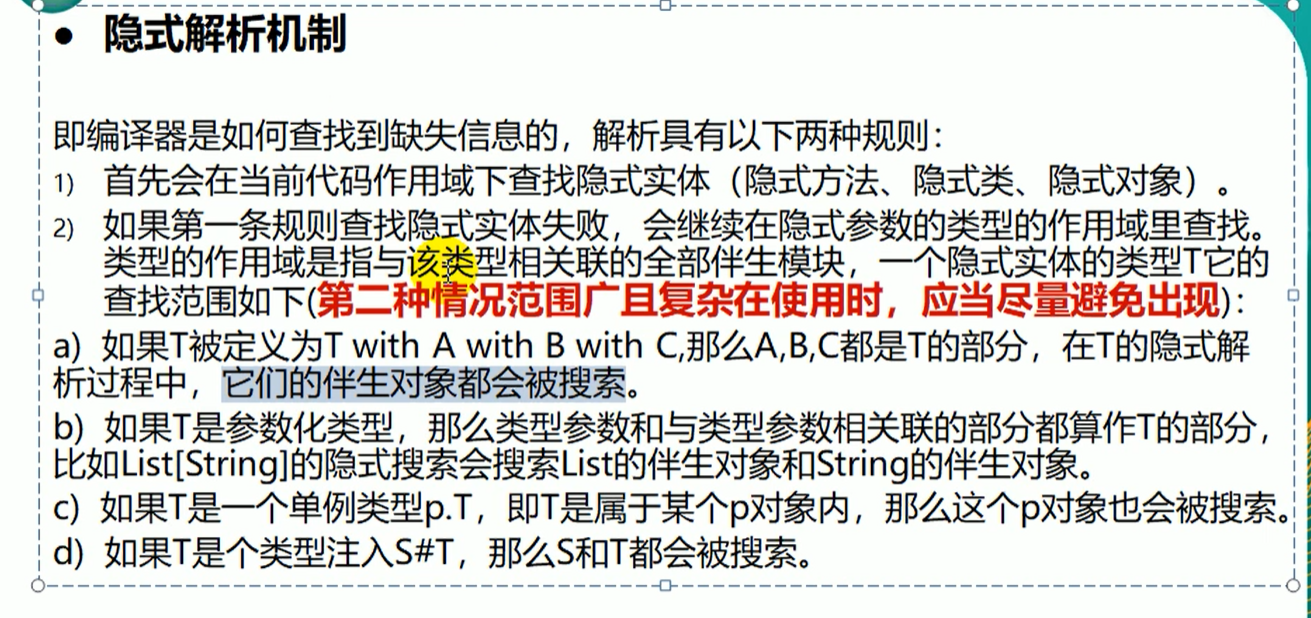 ● 隐式解析机制
即编译器是如何查找到缺失信息的，解析具有以下两种规则：
1) 首先会在当前代码作用域下查找隐式实体（隐式方法、隐式类、隐式对象）。
2) 如果第一条规则查找隐式实体失败，会继续在隐式参数的类型的作用域里查找。
类型的作用域是指与该类型相关联的全部伴生模块，一个隐式实体的类型T它的
查找范围如下(第二种情况范围广且复杂在使用时，应当尽量避免出现)：
a) 如果T被定义为T with A with B with C,那么A,B,C都是T的部分，在T的隐式解
析过程中，它们的伴生对象都会被搜索。
b) 如果T是参数化类型，那么类型参数和与类型参数相关联的部分都算作T的部分，
比如List[String]的隐式搜索会搜索List的伴生对象和String的伴生对象。
c) 如果T是一个单例类型p.T，即T是属于某个p对象内，那么这个p对象也会被搜索。
d) 如果T是个类型注入S#T，那么S和T都会被搜索。